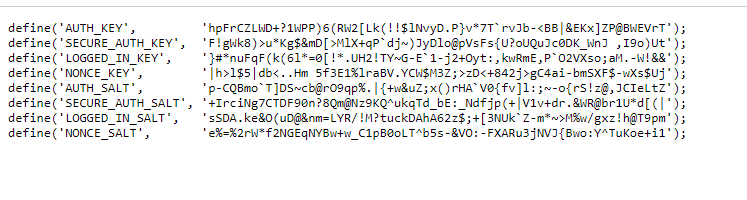 define('AUTH_KEY',         'hpFrCZLWD+?1WPP)6(RW2[Lk(!!$lNvyD.P}v*7T`rvJb-<BB|&EKx]ZP@BWEVrT');
define('SECURE_AUTH_KEY',  'F!gWk8)>u*Kg$&mD[>MlX+qP`dj~)JyDlo@pVsFs{U?oUQuJc0DK_WnJ ,I9o)Ut');
define('LOGGED_IN_KEY',    '}#*nuFqF(k(6l*=0[!*.UH2!TY~G-E`1-j2+Oyt:,kwRmE,P`O2VXso;aM.-W!&&');
define('NONCE_KEY',        '|h>l$5|db<..Hm 5f3E1%lraBV.YCW$M3Z;>zD<+842j>gC4ai-bmSXF$-wXs$Uj');
define('AUTH_SALT',        'p-CQBmo`T]DS~cb@rO9qp%.|{+w&uZ;x()rHA`V0{fv]l:;~-o{rS!z@,JCIeLtZ');
define('SECURE_AUTH_SALT', '+IrciNg7CTDF90n?8Qm@Nz9KQ^ukqTd_bE:_Ndfjp(+|V1v+dr.&WR@br1U*d[(|');
define('LOGGED_IN_SALT',   'sSDA.ke&O(uD@&nm=LYR/!M?tuckDAhA62z$;+[3NUk`Z-m*~>M%w/gxz!h@T9pm');
define('NONCE_SALT',       'e%=%2rW*f2NGEqNYBw+w_C1pB0oLT^b5s-&VO:-FXARu3jNVJ{Bwo:Y^TuKoe+i1');